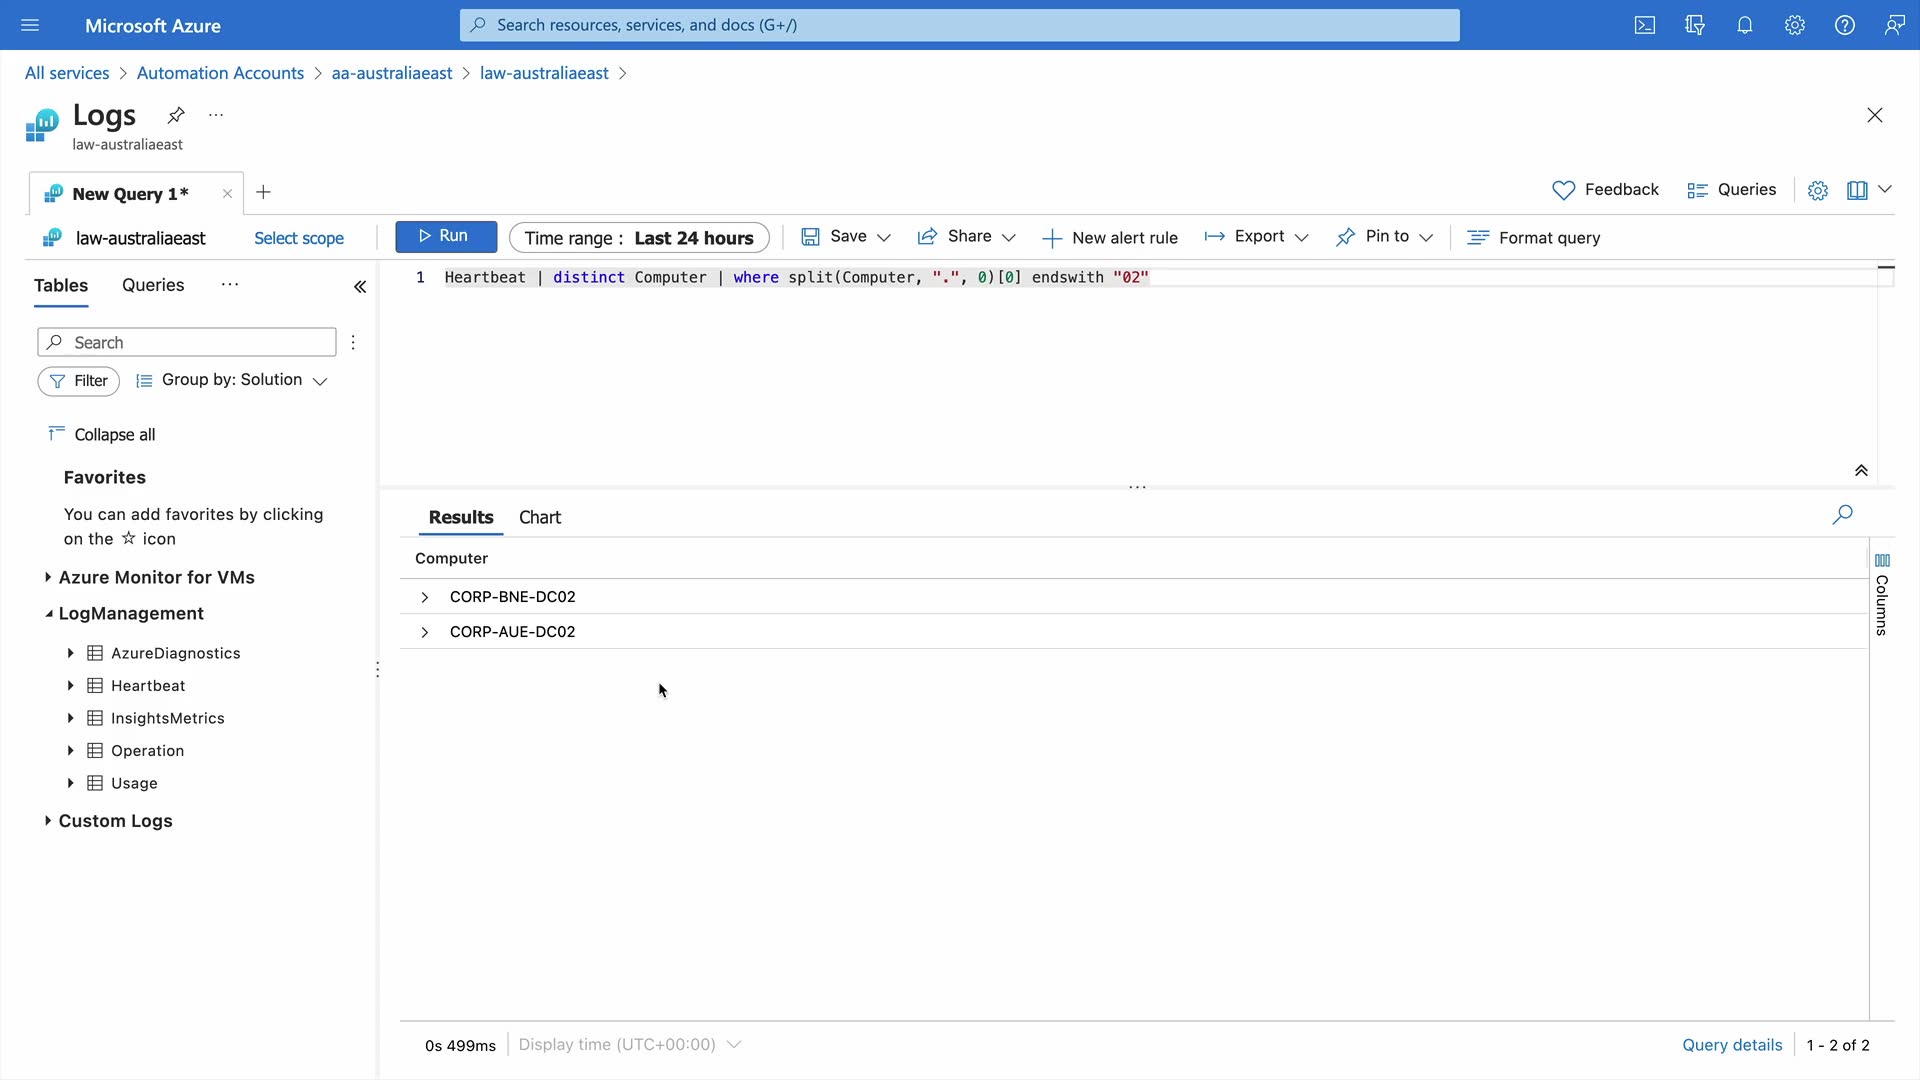 Microsoft Azure
Search resources, services, and docs (G+/)
All services > Automation Accounts > aa-australiaeast > law-australiaeast >
Logs
law-australiaeast
New Query 1*
Feedback
Queries
law-australiaeast
Select scope
Run
Time range : Last 24 hours
Save
Share
New alert rule
Export
Pin to
Format query
Tables
Queries
1 Heartbeat | distinct Computer | where split(Computer, ".", 0)[0] endswith "02"
Search
Filter
Group by: Solution
Collapse all
Favorites
You can add favorites by clicking
on the ☆ icon
Azure Monitor for VMs
LogManagement
AzureDiagnostics
Heartbeat
InsightsMetrics
Operation
Usage
Custom Logs
Results
Chart
Computer
CORP-BNE-DC02
CORP-AUE-DC02
Columns
0s 499ms
Display time (UTC+00:00)
Query details
1 - 2 of 2